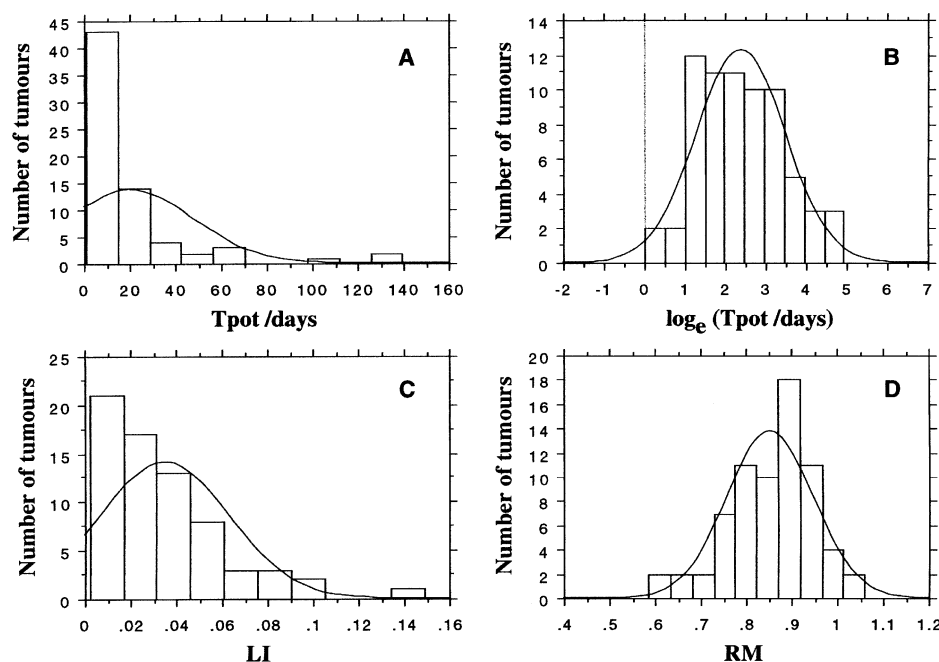 A
Number of tumours
45
40
35
30
25
20
15
10
5
0
0 20 40 60 80 100 120 140 160
Tpot /days
B
Number of tumours
14
12
10
8
6
4
2
0
-2 -1 0 1 2 3 4 5 6 7
loge (Tpot /days)
C
Number of tumours
25
20
15
10
5
0
0 .02 .04 .06 .08 .1 .12 .14 .16
LI
D
Number of tumours
20
18
16
14
12
10
8
6
4
2
0
.4 .5 .6 .7 .8 .9 1 1.1 1.2
RM